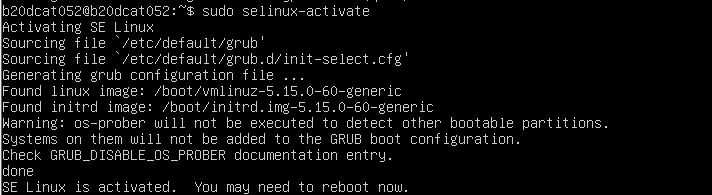 b20dcat052@b20dcat052:~$ sudo selinux-activate
Activating SE Linux
Sourcing file `/etc/default/grub'
Sourcing file `/etc/default/grub.d/init-select.cfg'
Generating grub configuration file ...
Found linux image: /boot/vmlinuz-5.15.0-60-generic
Found initrd image: /boot/initrd.img-5.15.0-60-generic
Warning: os-prober will not be executed to detect other bootable partitions.
Systems on them will not be added to the GRUB boot configuration.
Check GRUB_DISABLE_OS_PROBER documentation entry.
done
SE Linux is activated.  You may need to reboot now.